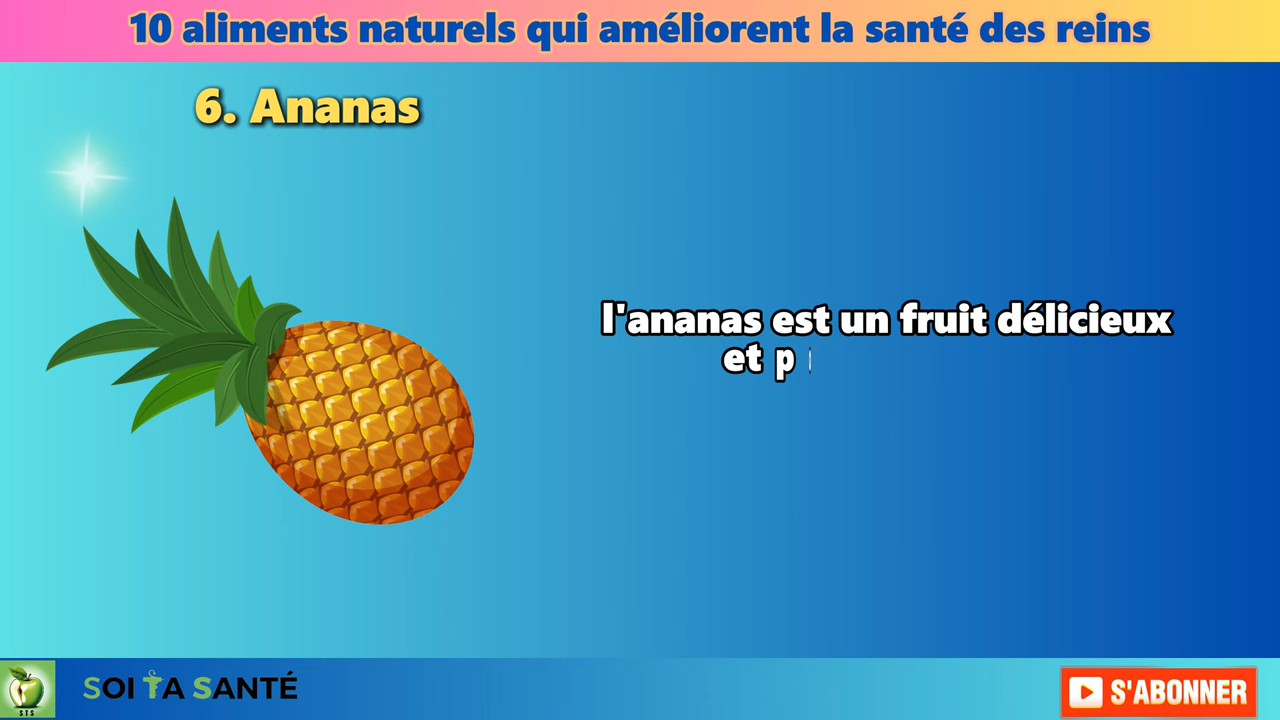 10 aliments naturels qui améliorent la santé des reins
6. Ananas
l'ananas est un fruit délicieux
et p
STS
SOI TA SANTÉ
S'ABONNER